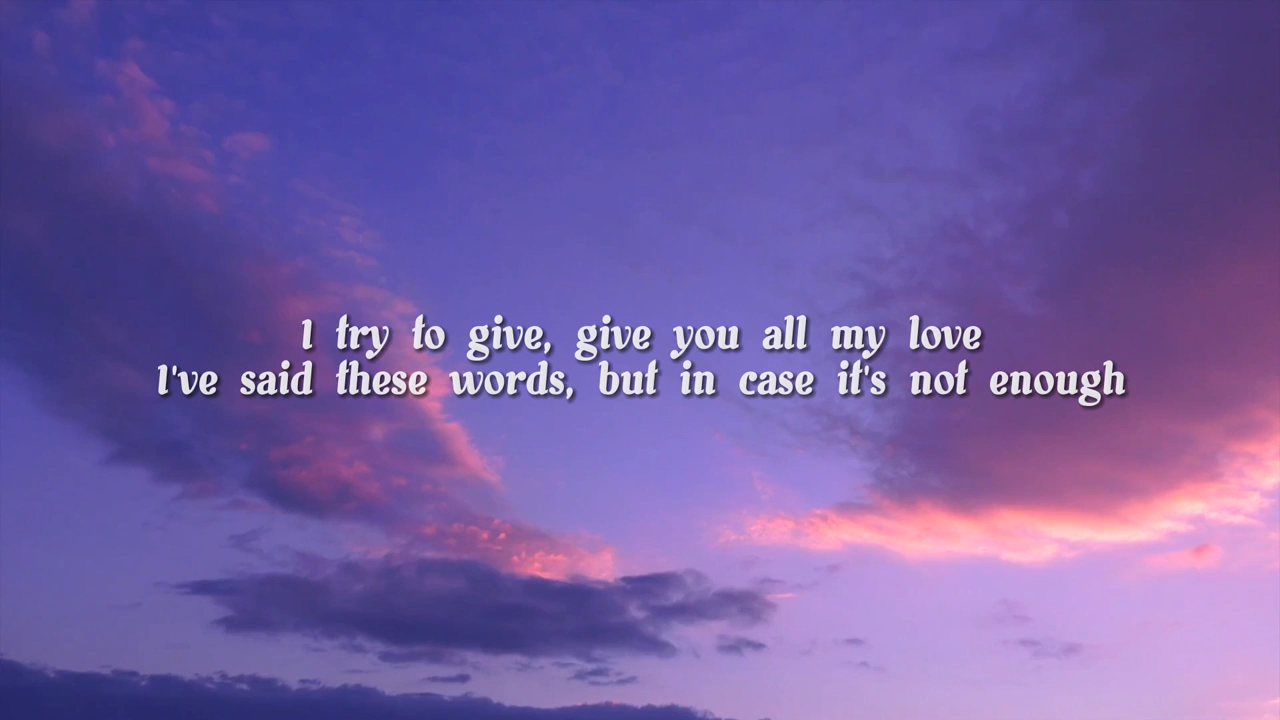 I try to give, give you all my love
I've said these words, but in case it's not enough